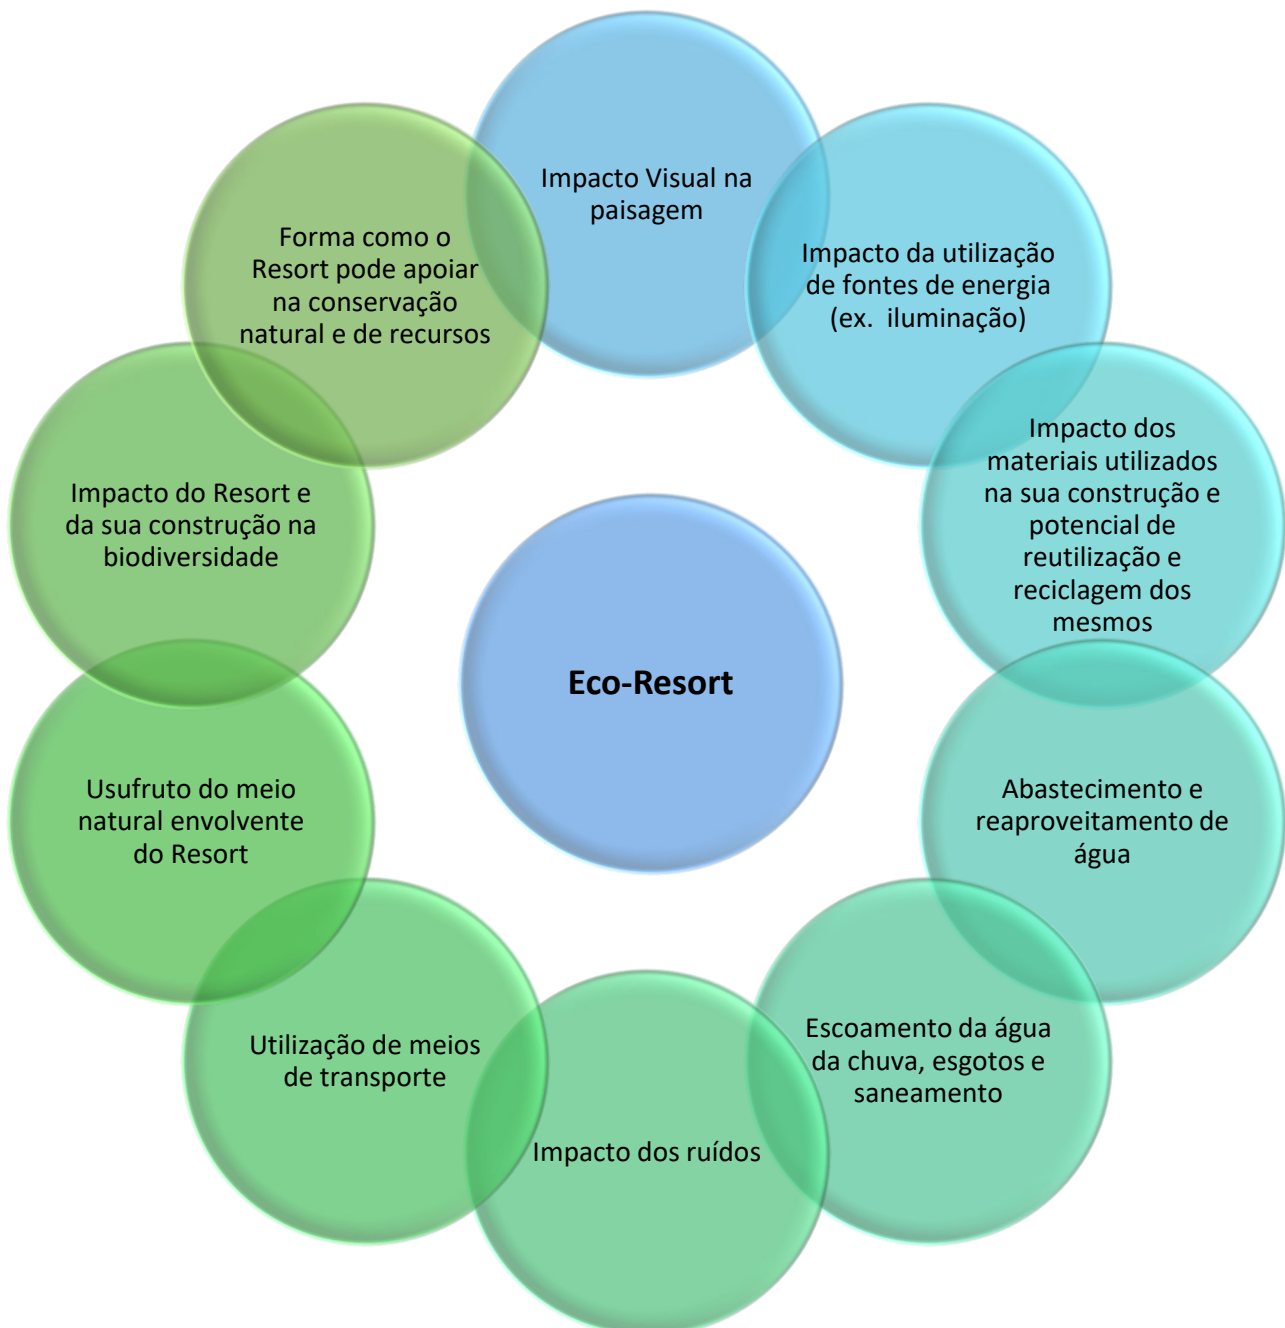 Impacto Visual na
paisagem
Impacto da utilização
de fontes de energia
(ex. iluminação)
Impacto dos
materiais utilizados
na sua construção e
potencial de
reutilização e
reciclagem dos
mesmos
Abastecimento e
reaproveitamento de
água
Escoamento da água
da chuva, esgotos e
saneamento
Impacto dos ruídos
Utilização de meios
de transporte
Usufruto do meio
natural envolvente
do Resort
Impacto do Resort e
da sua construção na
biodiversidade
Forma como o
Resort pode apoiar
na conservação
natural e de recursos
Eco-Resort